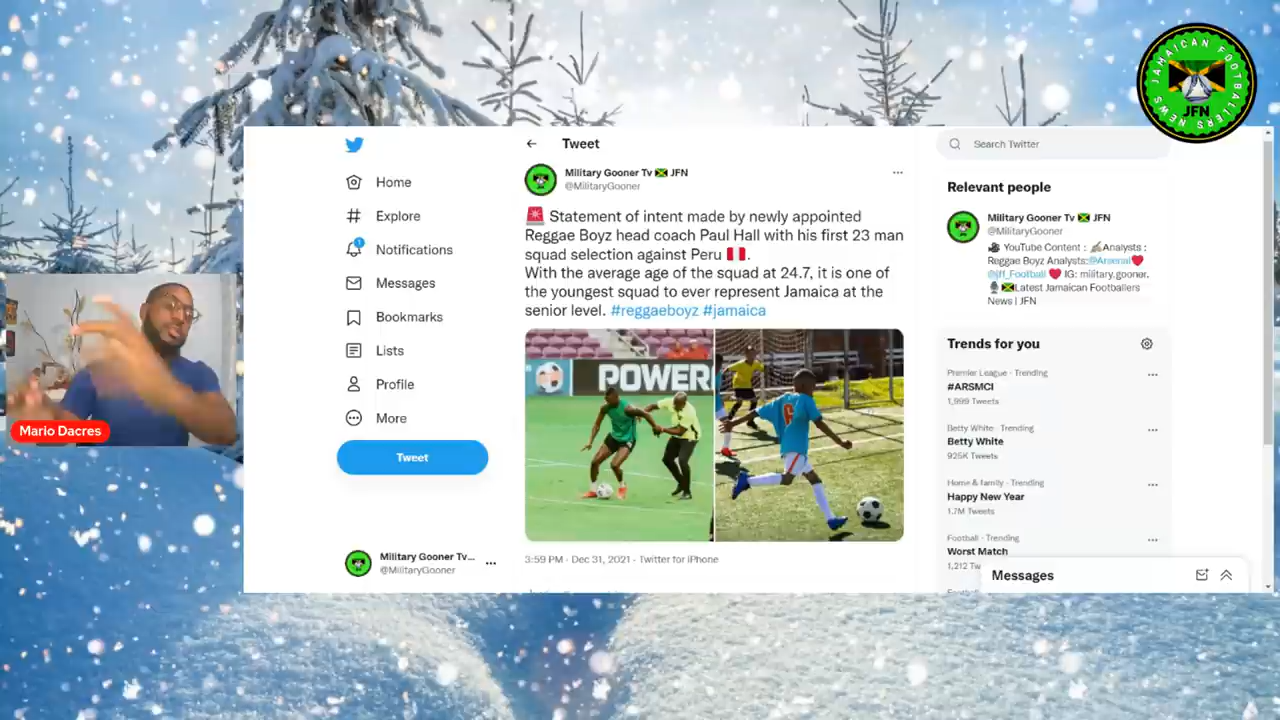 JAMAICAN FOOTBALLERS NEWS
JFN
Tweet
Search Twitter
Home
Explore
Notifications
1
Messages
Bookmarks
Lists
Profile
More
Tweet
Military Gooner Tv JFN
@MilitaryGooner
Statement of intent made by newly appointed
Reggae Boyz head coach Paul Hall with his first 23 man
squad selection against Peru .
With the average age of the squad at 24.7, it is one of
the youngest squad to ever represent Jamaica at the
senior level. #reggaeboyz #jamaica
POWER
3:59 PM · Dec 31, 2021 · Twitter for iPhone
Relevant people
Military Gooner Tv JFN
@MilitaryGooner
YouTube Content : Analysts :
Reggae Boyz Analysts:@Arsenal
@jff_Football IG: military.gooner.
Latest Jamaican Footballers
News | JFN
Trends for you
Premier League · Trending
#ARSMCI
1,999 Tweets
Betty White · Trending
Betty White
925K Tweets
Home & family · Trending
Happy New Year
1.7M Tweets
Football · Trending
Worst Match
1,212 Tw
Messages
Mario Dacres
Military Gooner Tv...
@MilitaryGooner